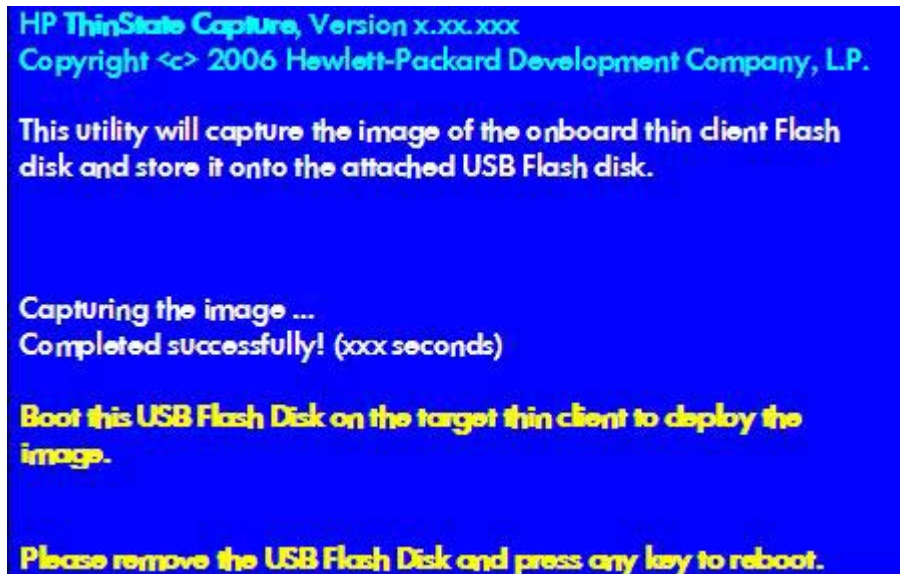 HP ThinState Capture, Version x.xx.xxx
Copyright <c> 2006 Hewlett-Packard Development Company, L.P.
This utility will capture the image of the onboard thin client Flash
disk and store it onto the attached USB Flash disk.
Capturing the image ...
Completed successfully! (xxx seconds)
Boot this USB Flash Disk on the target thin client to deploy the
image.
Please remove the USB Flash Disk and press any key to reboot.